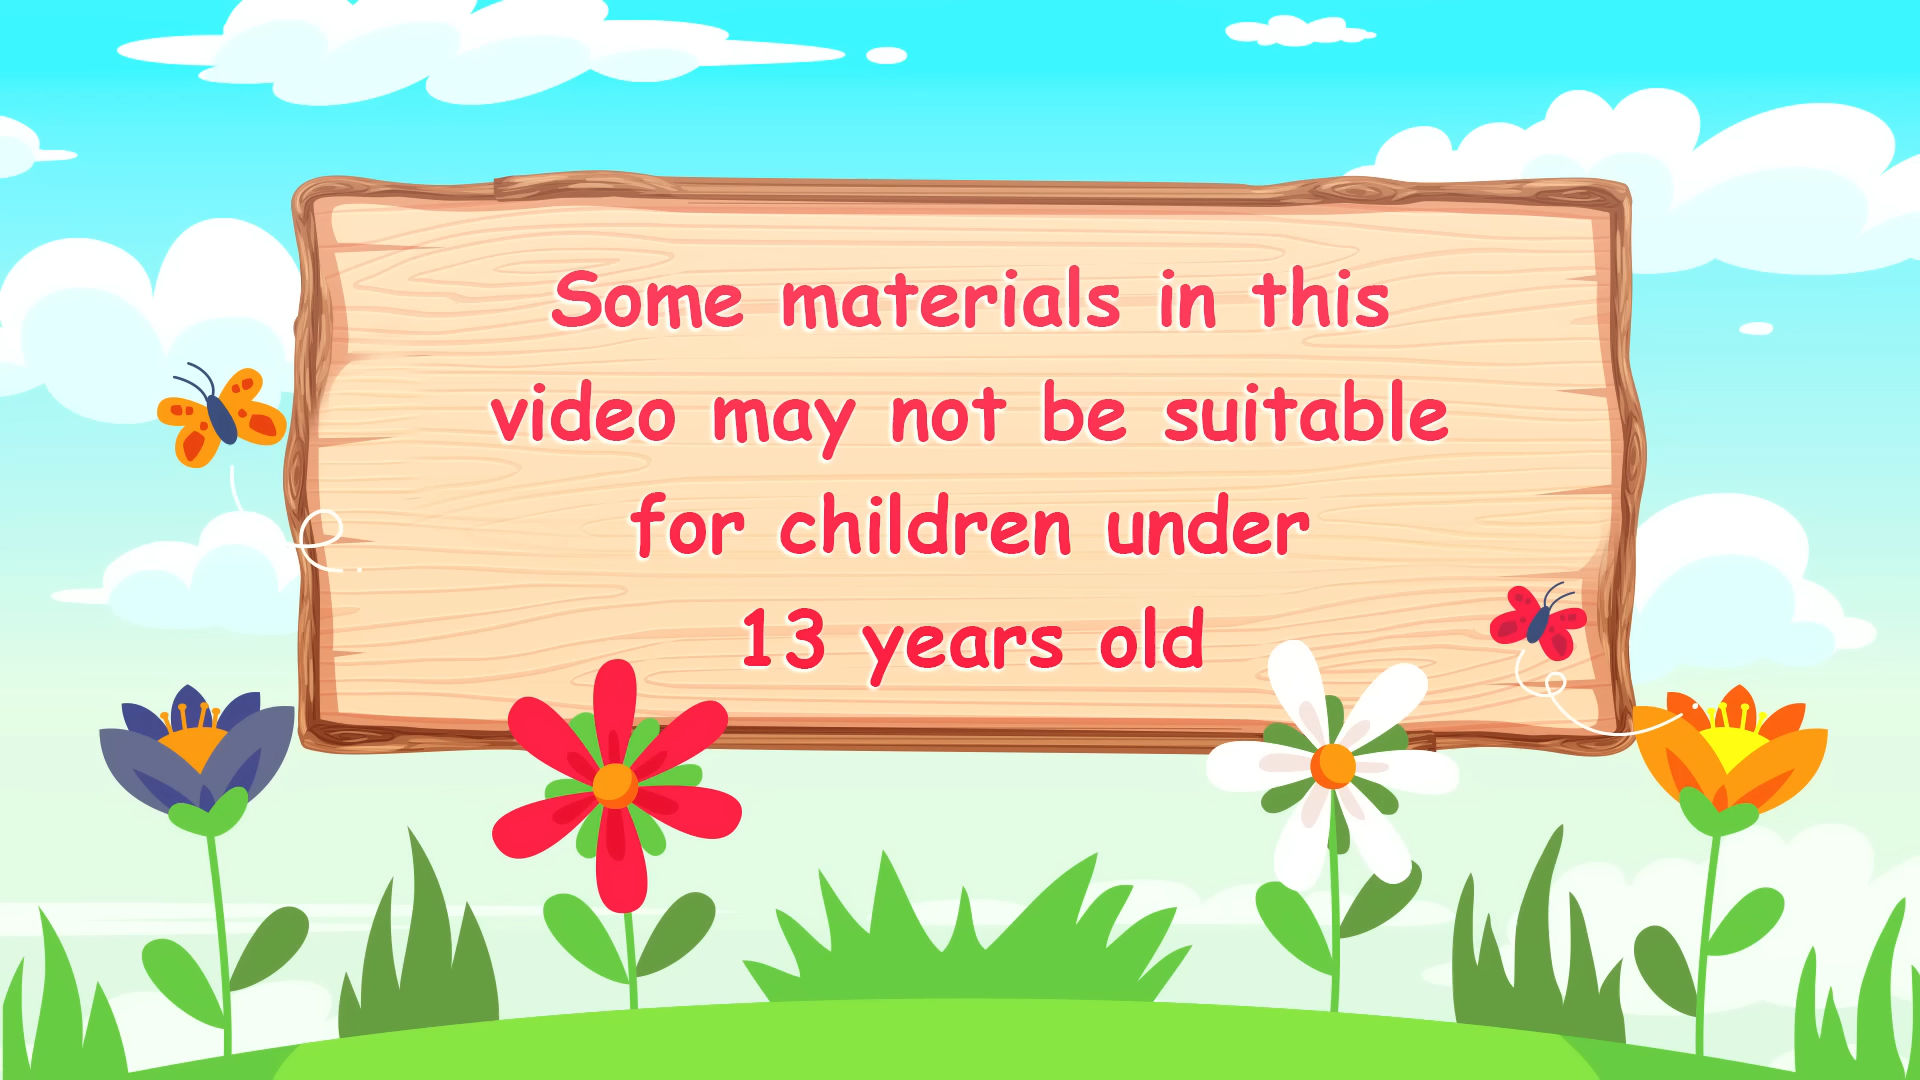 Some materials in this
video may not be suitable
for children under
13 years old